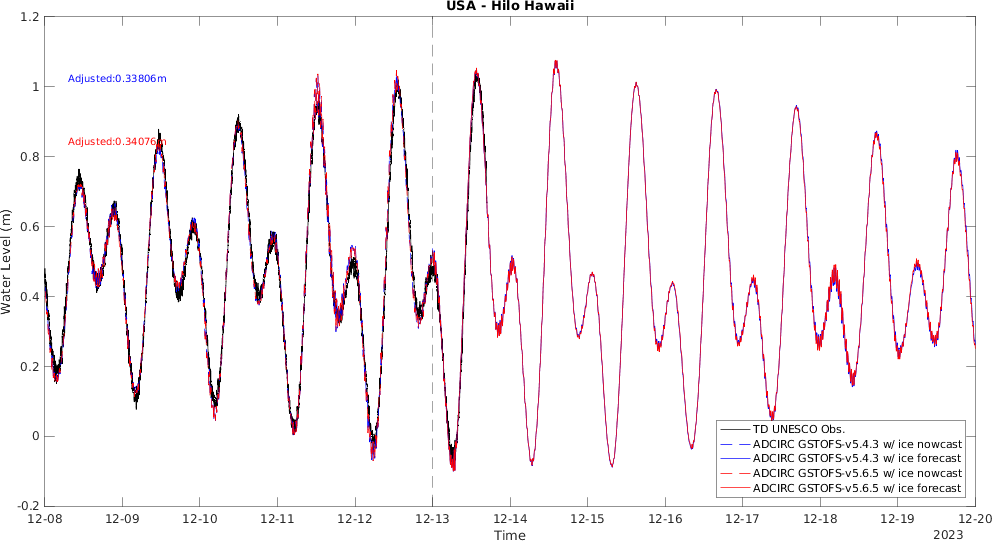 USA - Hilo Hawaii
1.2
1
0.8
0.6
0.4
0.2
0
-0.2
Water Level (m)
Adjusted:0.33806m
Adjusted:0.34076m
TD UNESCO Obs.
ADCIRC GSTOFS-v5.4.3 w/ ice nowcast
ADCIRC GSTOFS-v5.4.3 w/ ice forecast
ADCIRC GSTOFS-v5.6.5 w/ ice nowcast
ADCIRC GSTOFS-v5.6.5 w/ ice forecast
12-08 12-09 12-10 12-11 12-12 12-13 12-14 12-15 12-16 12-17 12-18 12-19 12-20
Time
2023